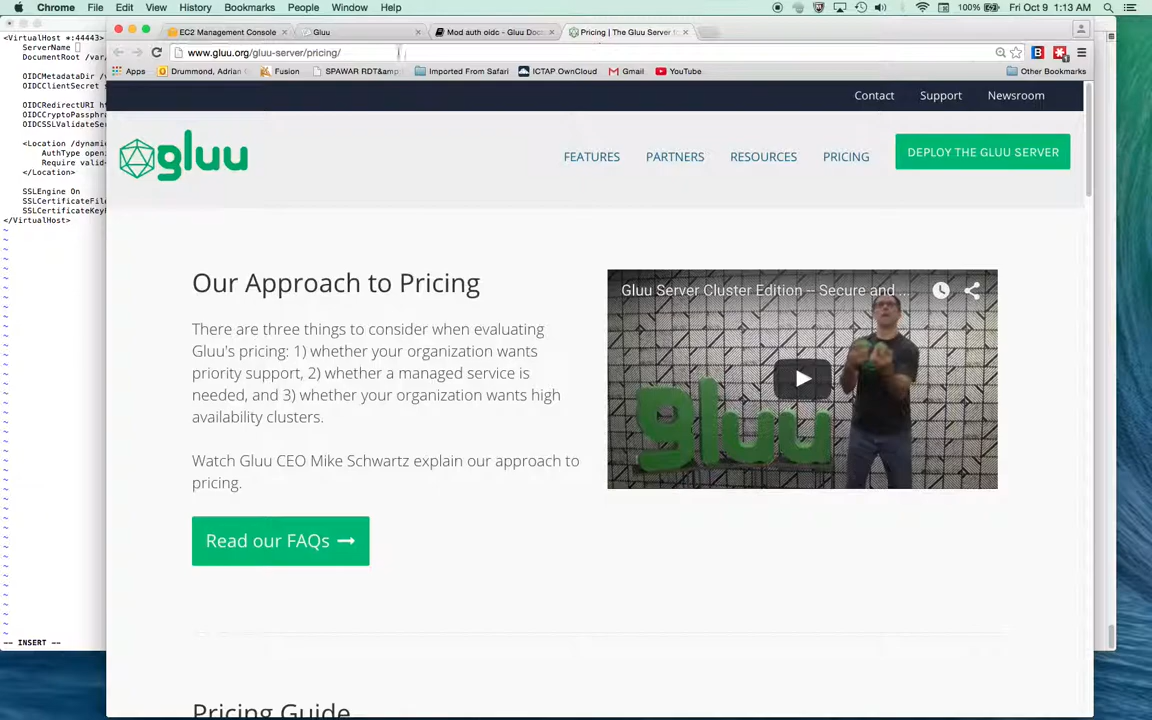 Chrome File Edit View History Bookmarks People Window Help 100% Fri Oct 9 1:13 AM
EC2 Management Console
Gluu
Mod auth oidc - Gluu Doc
Pricing | The Gluu Server
www.gluu.org/gluu-server/pricing/
Apps Drummond, Adrian Fusion SPAWAR RDT&amp Imported From Safari ICTAP OwnCloud Gmail YouTube Other Bookmarks
Contact Support Newsroom
gluu
FEATURES PARTNERS RESOURCES PRICING DEPLOY THE GLUU SERVER
Our Approach to Pricing
There are three things to consider when evaluating
Gluu's pricing: 1) whether your organization wants
priority support, 2) whether a managed service is
needed, and 3) whether your organization wants high
availability clusters.
Watch Gluu CEO Mike Schwartz explain our approach to
pricing.
Read our FAQs
Gluu Server Cluster Edition -- Secure and ...
gluu
Pricing Guide
<VirtualHost *:44443>
ServerName
DocumentRoot /var/
OIDCMetadataDir /
OIDCClientSecret
OIDCRedirectURI
OIDCCryptoPassphra
OIDCSSLValidateSer
<Location /dynamic
AuthType open
Require valid-
</Location>
SSLEngine On
SSLCertificateFile
SSLCertificateKey
</VirtualHost>
-- INSERT --